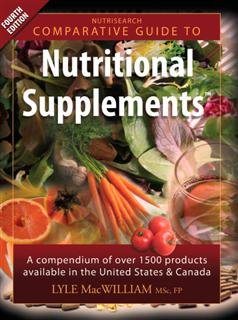 FOURTH EDITION
NUTRISEARCH
COMPARATIVE GUIDE TO
Nutritional
Supplements
A compendium of over 1500 products
available in the United States & Canada
LYLE MacWILLIAM MSc, FP